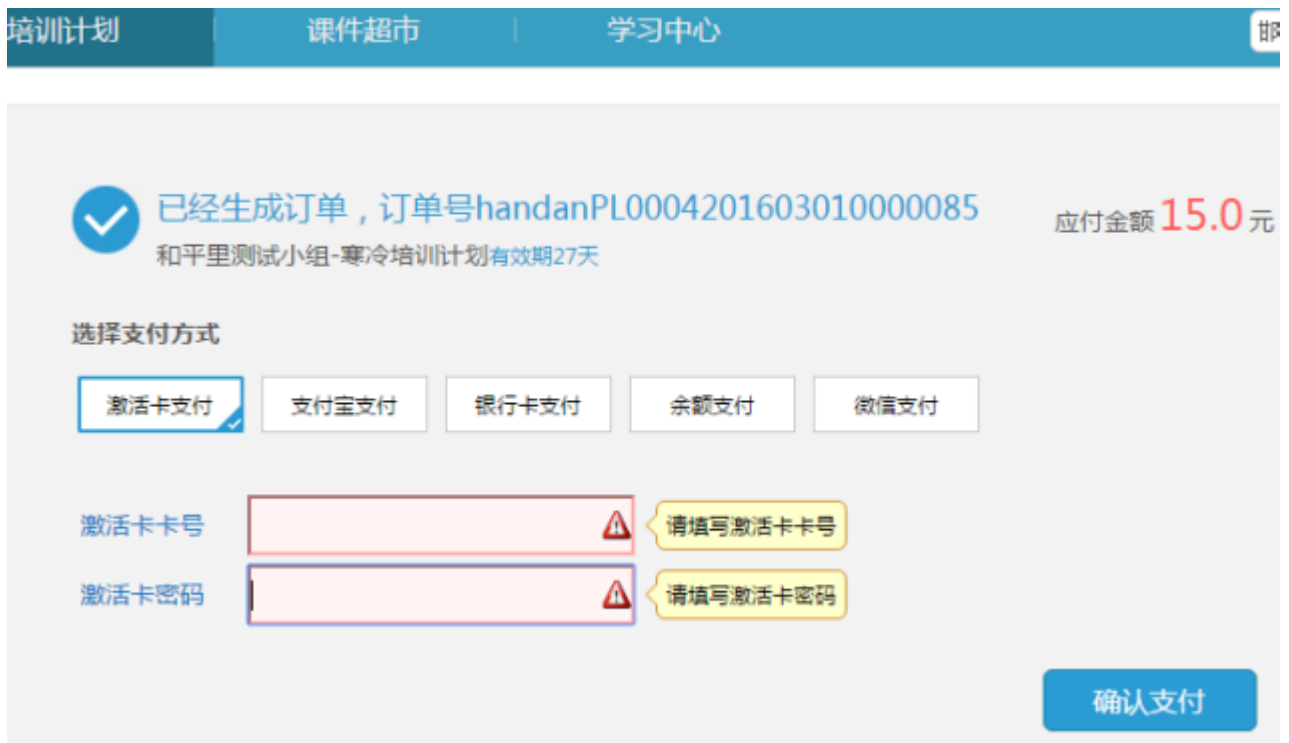 培训计划 课件超市 学习中心
已经生成订单，订单号handanPL0004201603010000085 应付金额15.0元
和平里测试小组-寒冷培训计划有效期27天
选择支付方式
激活卡支付 支付宝支付 银行卡支付 余额支付 微信支付
激活卡卡号 请填写激活卡卡号
激活卡密码 请填写激活卡密码
确认支付